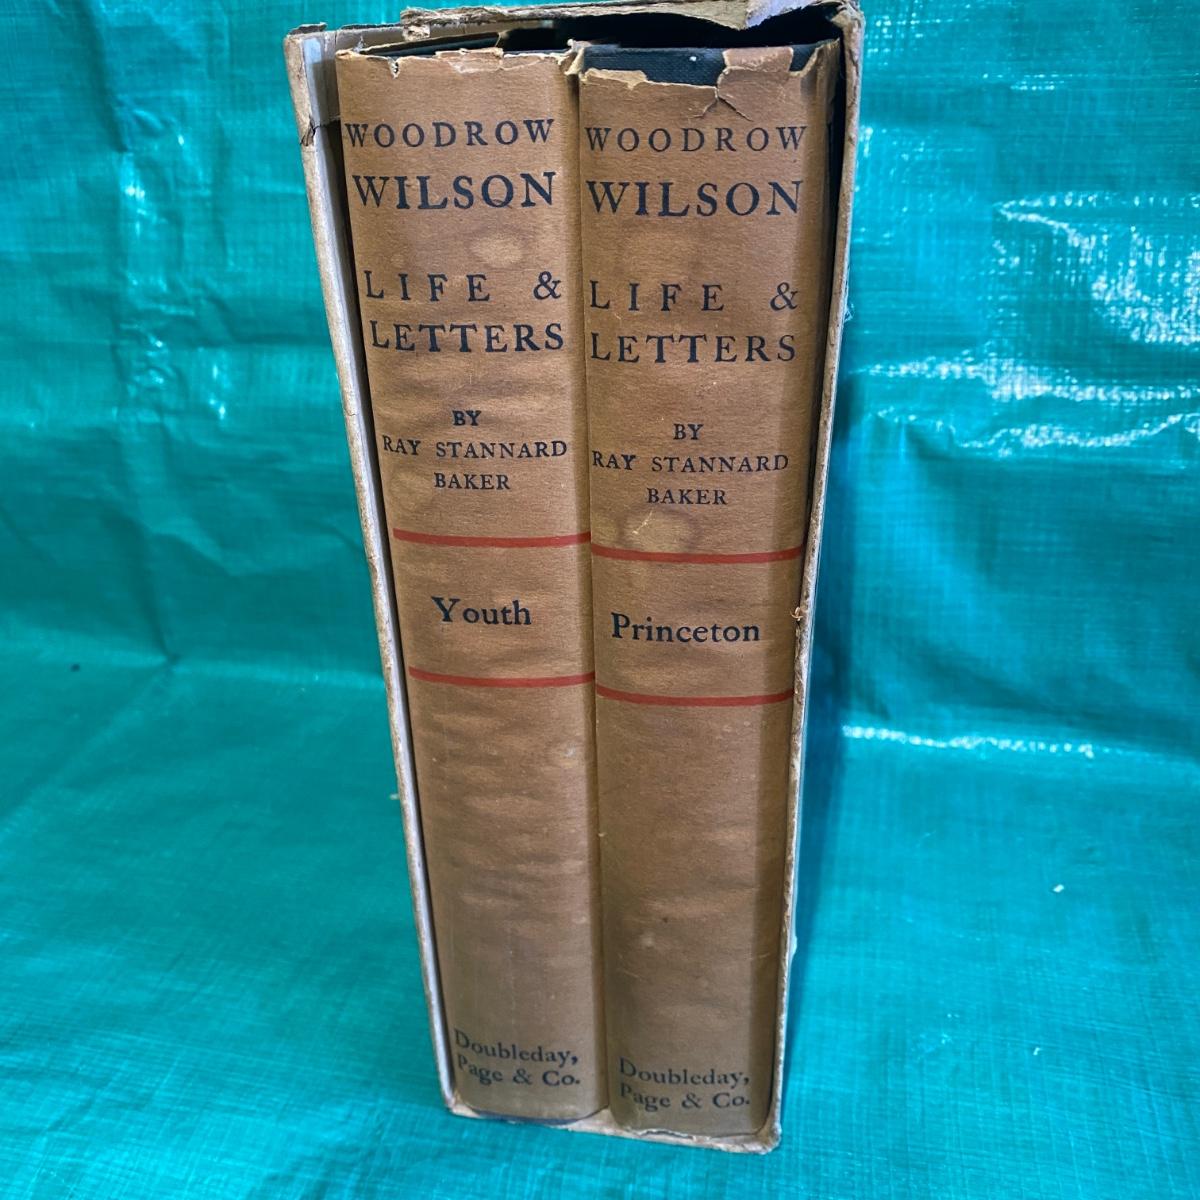 WOODROW
WILSON
LIFE &
LETTERS
BY
RAY STANNARD
BAKER
Youth
Doubleday,
Page & Co.
WOODROW
WILSON
LIFE &
LETTERS
BY
RAY STANNARD
BAKER
Princeton
Doubleday,
Page & Co.